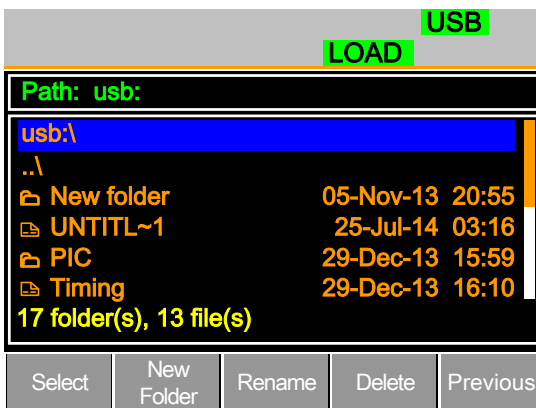 USB
LOAD
Path: usb:
usb:\
..\
New folder 05-Nov-13 20:55
UNTITL~1 25-Jul-14 03:16
PIC 29-Dec-13 15:59
Timing 29-Dec-13 16:10
17 folder(s), 13 file(s)
Select New Folder Rename Delete Previous